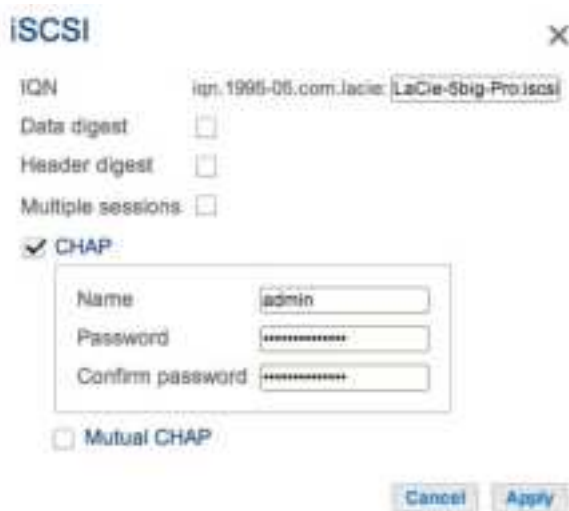 iSCSI
IQN iqn.1995-05.com.lacie: LaCie-5big-Pro.iscsi
Data digest
Header digest
Multiple sessions
CHAP
Name admin
Password ••••••••••••••
Confirm password ••••••••••••••
Mutual CHAP
Cancel Apply